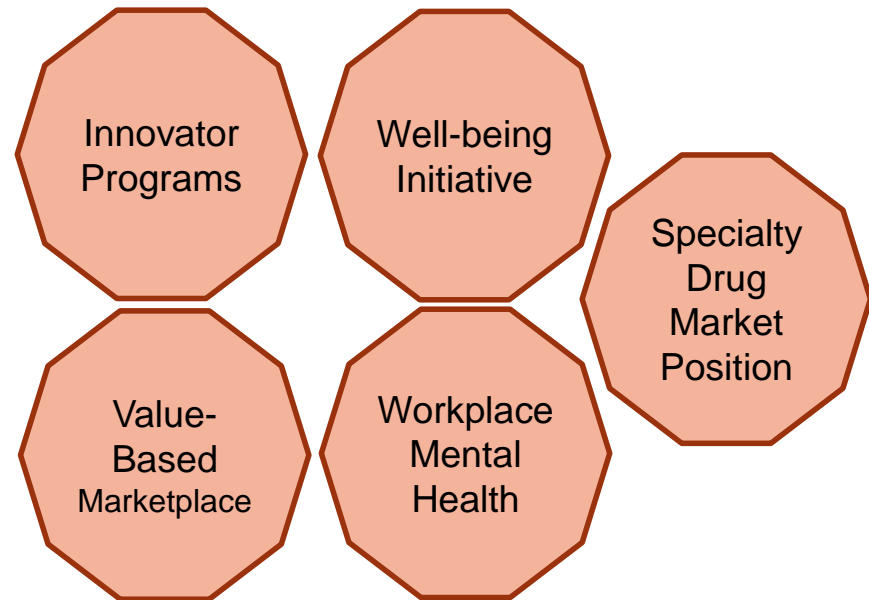 Innovator
Programs
Well-being
Initiative
Specialty
Drug
Market
Position
Value-
Based
Marketplace
Workplace
Mental
Health